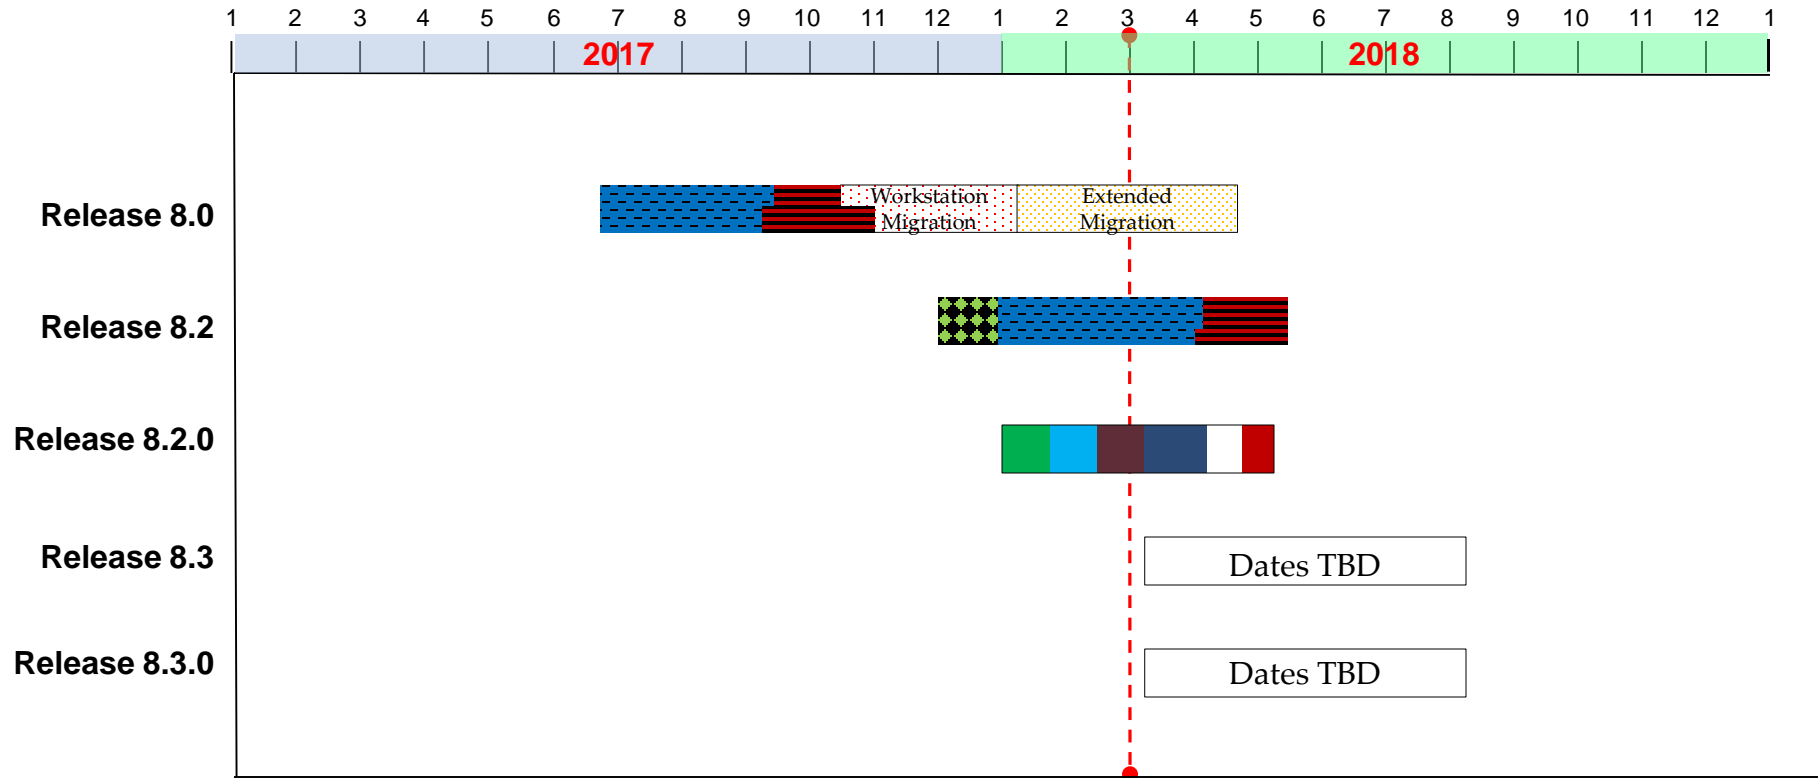 1 2 3 4 5 6 7 8 9 10 11 12 1 2 3 4 5 6 7 8 9 10 11 12 1
2017 2018
Release 8.0
Workstation
Migration
Extended
Migration
Release 8.2
Release 8.2.0
Release 8.3
Dates TBD
Release 8.3.0
Dates TBD